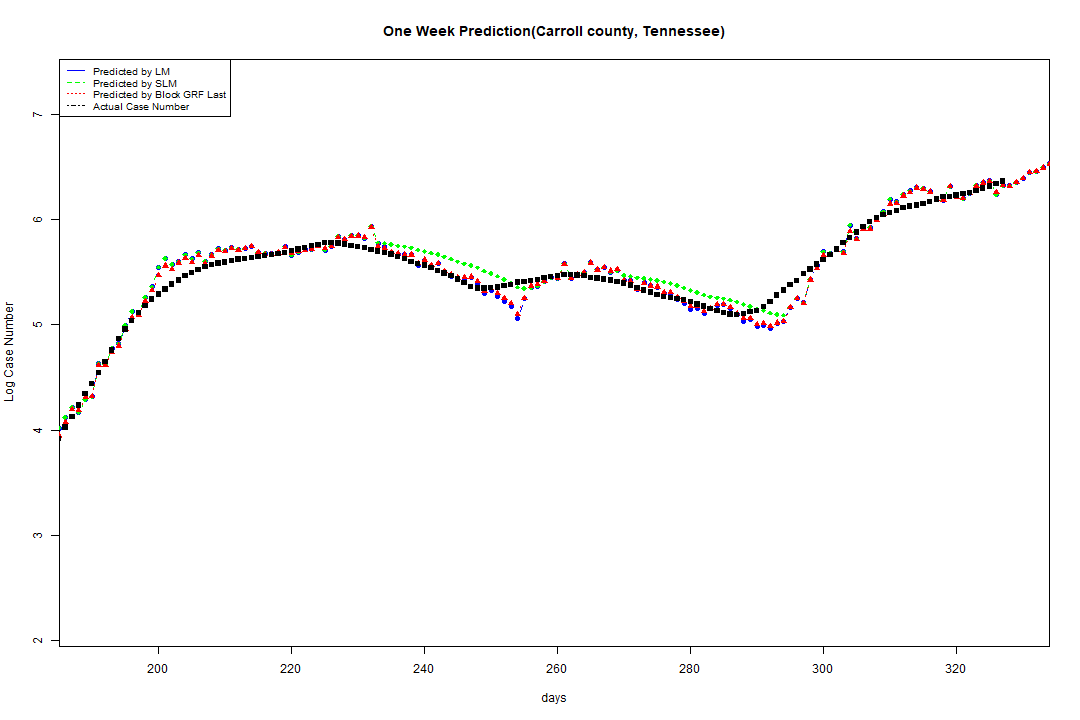 One Week Prediction(Carroll county, Tennessee)
Predicted by LM
Predicted by SLM
Predicted by Block GRF Last
Actual Case Number
7
6
5
4
3
2
Log Case Number
200 220 240 260 280 300 320
days